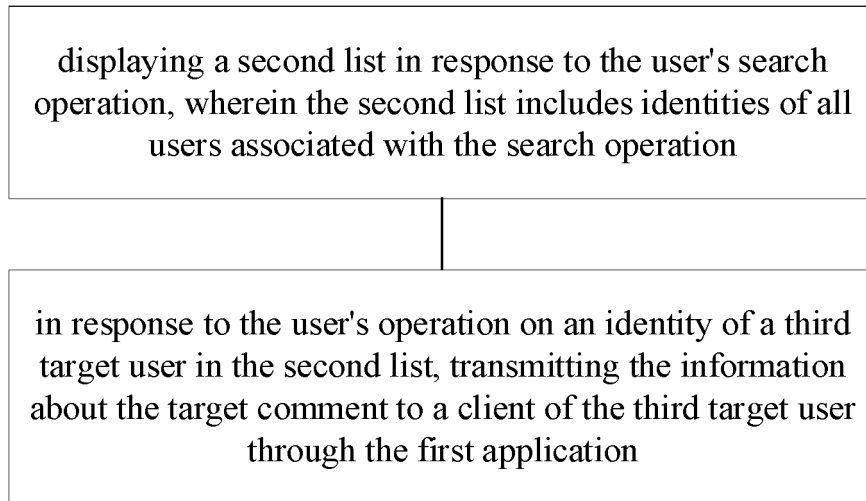 displaying a second list in response to the user's search
operation, wherein the second list includes identities of all
users associated with the search operation
in response to the user's operation on an identity of a third
target user in the second list, transmitting the information
about the target comment to a client of the third target user
through the first application